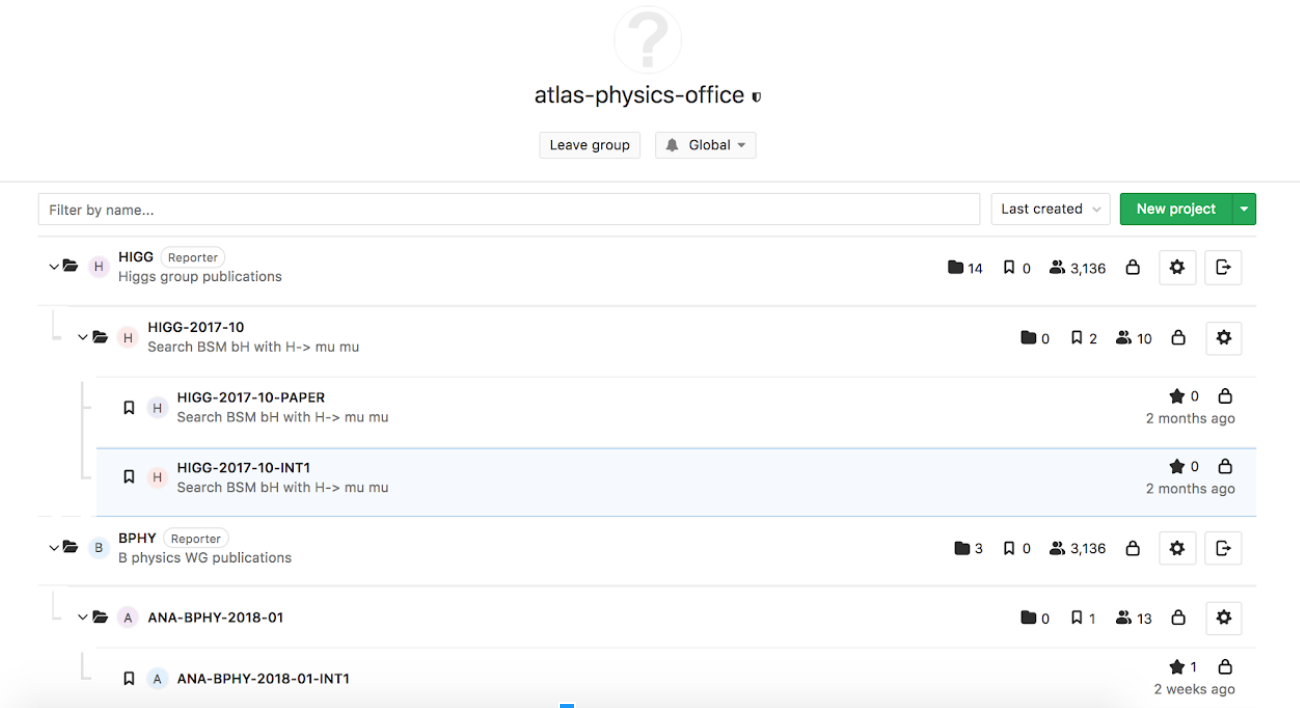 ?
atlas-physics-office
Leave group Global
Filter by name... Last created New project
H HIGG Reporter 14 0 3,136
Higgs group publications
H HIGG-2017-10 0 2 10
Search BSM bH with H-> mu mu
H HIGG-2017-10-PAPER 0
Search BSM bH with H-> mu mu 2 months ago
H HIGG-2017-10-INT1 0
Search BSM bH with H-> mu mu 2 months ago
B BPHY Reporter 3 0 3,136
B physics WG publications
A ANA-BPHY-2018-01 0 1 13
A ANA-BPHY-2018-01-INT1 1
2 weeks ago